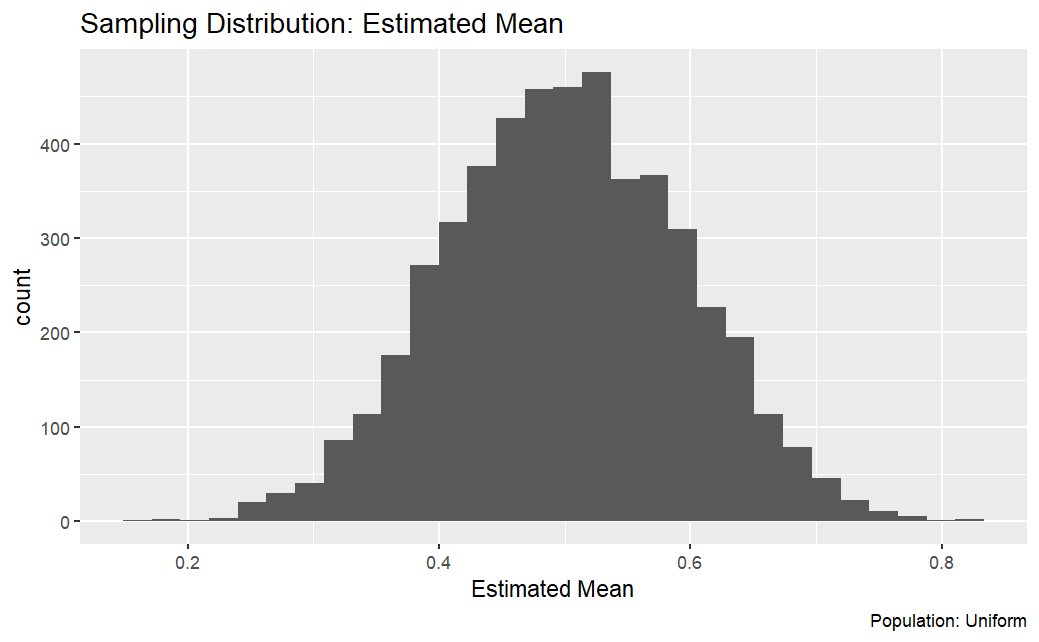 Sampling Distribution: Estimated Mean
400
300
200
100
0
count
0.2 0.4 0.6 0.8
Estimated Mean
Population: Uniform